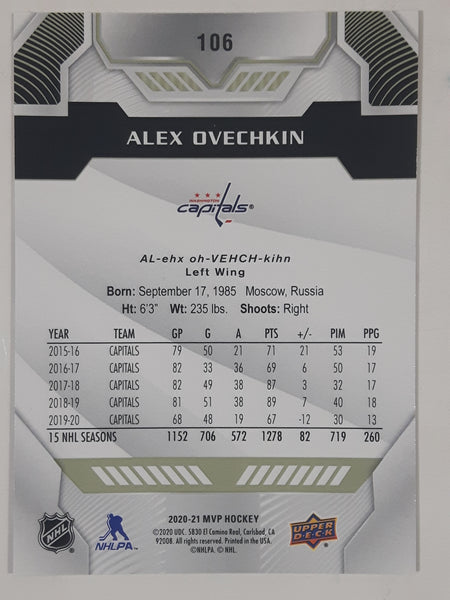 106
ALEX OVECHKIN
WASHINGTON
capitals®
AL-ehx oh-VEHCH-kihn
Left Wing
Born: September 17, 1985 Moscow, Russia
Ht: 6'3" Wt: 235 lbs. Shoots: Right
YEAR TEAM GP G A PTS +/- PIM PPG
2015-16 CAPITALS 79 50 21 71 21 53 19
2016-17 CAPITALS 82 33 36 69 6 50 17
2017-18 CAPITALS 82 49 38 87 3 32 17
2018-19 CAPITALS 81 51 38 89 7 40 18
2019-20 CAPITALS 68 48 19 67 -12 30 13
15 NHL SEASONS 1152 706 572 1278 82 719 260
NHL
NHLPA
2020-21 MVP HOCKEY
©2020 UDC. 5830 El Camino Real, Carlsbad, CA
92008. All rights reserved. Printed in the USA.
©NHLPA. © NHL.
UPPER
DECK